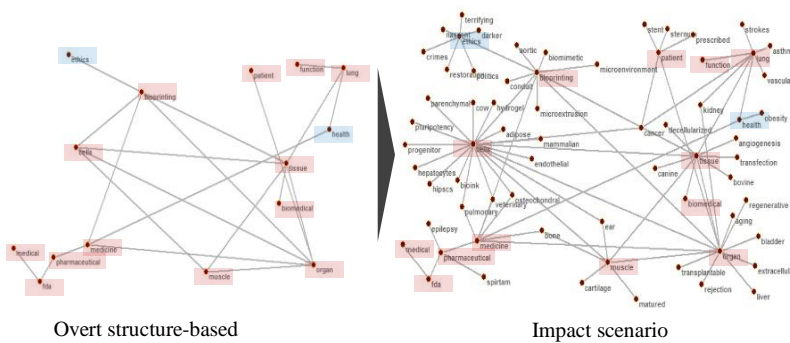 ethics
patient
function
lung
bioprinting
health
cells
tissue
biomedical
medical
medicine
pharmaceutical
fda
muscle
organ
Overt structure-based
terrifying
darker
ethics
crimes
restoration
politics
aortic
biomimetic
bioprinting
microenvironment
conduit
microextrusion
stent
sternum
prescribed
patient
strokes
function
lung
asthma
vascular
parenchymal
cow
hydrogel
pluripotency
adipose
progenitor
cells
mammalian
hepatocytes
endothelial
hipscs
bioink
osteochondral
veterinary
pulmonary
kidney
health
obesity
cancer
decellularized
angiogenesis
tissue
transfection
canine
bovine
biomedical
regenerative
aging
epilepsy
medical
medicine
pharmaceutical
bone
ear
bladder
organ
fda
spirtam
muscle
transplantable
extracellul
cartilage
rejection
liver
matured
Impact scenario